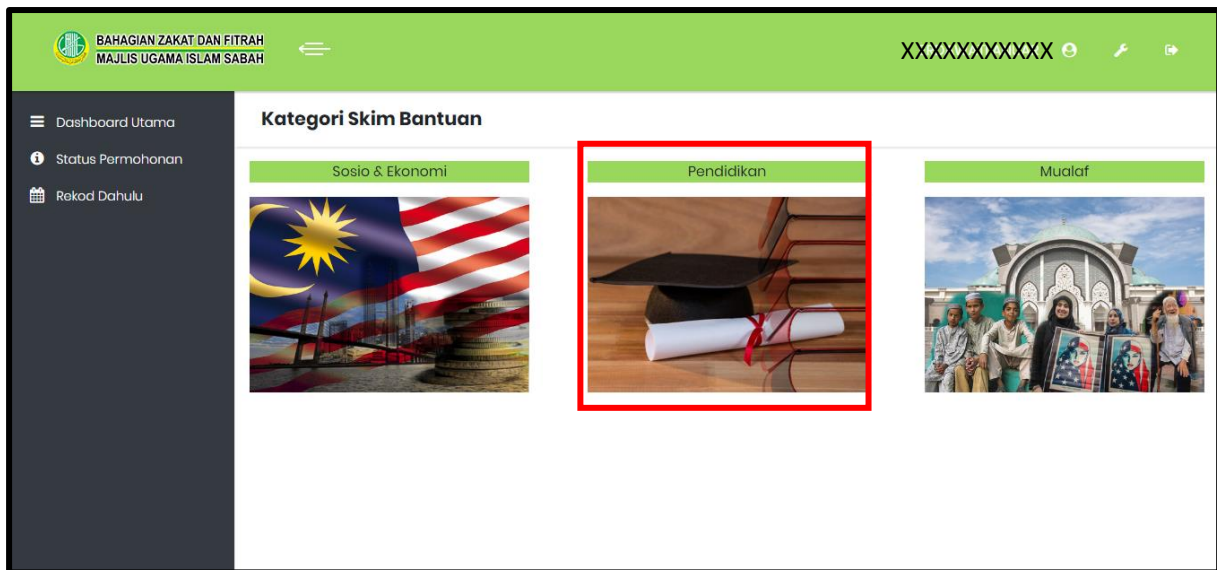 BAHAGIAN ZAKAT DAN FITRAH
MAJLIS UGAMA ISLAM SABAH
XXXXXXXXXXX
Dashboard Utama
Status Permohonan
Rekod Dahulu
Kategori Skim Bantuan
Sosio & Ekonomi
Pendidikan
Mualaf